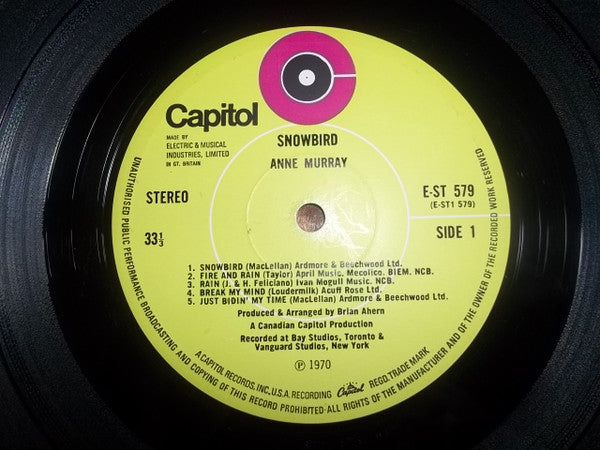 Capitol
MADE BY
ELECTRIC & MUSICAL
INDUSTRIES, LIMITED
IN GT. BRITAIN
SNOWBIRD
ANNE MURRAY
STEREO
33 1/3
E-ST 579
(E-ST1 579)
SIDE 1
1. SNOWBIRD (MacLellan) Ardmore & Beechwood Ltd.
2. FIRE AND RAIN (Taylor) April Music. Mecolico. BIEM. NCB.
3. RAIN (J. & H. Feliciano) Ivan Mogull Music. NCB.
4. BREAK MY MIND (Loudermilk) Acuff Rose Ltd.
5. JUST BIDIN' MY TIME (MacLellan) Ardmore & Beechwood Ltd.
Produced & Arranged by Brian Ahern
A Canadian Capitol Production
Recorded at Bay Studios, Toronto &
Vanguard Studios, New York
Ⓟ 1970
A CAPITOL RECORDS, INC., U.S.A. RECORDING
Capitol
REGD. TRADE MARK
UNAUTHORISED PUBLIC PERFORMANCE BROADCASTING AND COPYING OF THIS RECORD PROHIBITED·ALL RIGHTS OF THE MANUFACTURER AND OF THE OWNER OF THE RECORDED WORK RESERVED